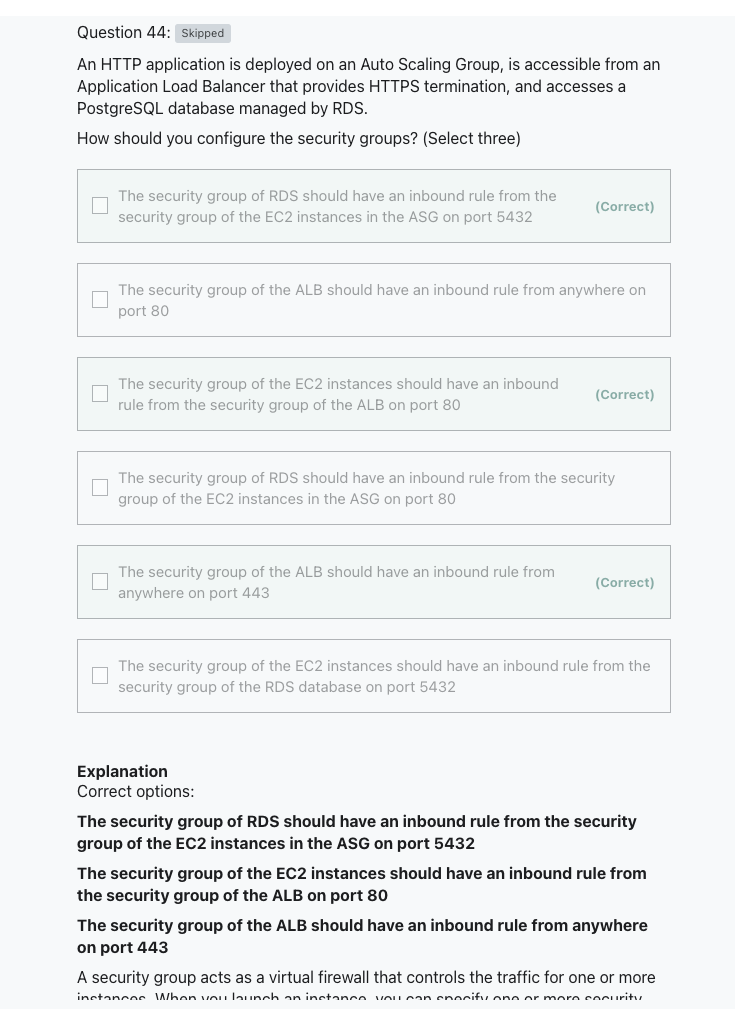 Question 44: Skipped
An HTTP application is deployed on an Auto Scaling Group, is accessible from an
Application Load Balancer that provides HTTPS termination, and accesses a
PostgreSQL database managed by RDS.
How should you configure the security groups? (Select three)
The security group of RDS should have an inbound rule from the
security group of the EC2 instances in the ASG on port 5432
(Correct)
The security group of the ALB should have an inbound rule from anywhere on
port 80
The security group of the EC2 instances should have an inbound
rule from the security group of the ALB on port 80
(Correct)
The security group of RDS should have an inbound rule from the security
group of the EC2 instances in the ASG on port 80
The security group of the ALB should have an inbound rule from
anywhere on port 443
(Correct)
The security group of the EC2 instances should have an inbound rule from the
security group of the RDS database on port 5432
Explanation
Correct options:
The security group of RDS should have an inbound rule from the security
group of the EC2 instances in the ASG on port 5432
The security group of the EC2 instances should have an inbound rule from
the security group of the ALB on port 80
The security group of the ALB should have an inbound rule from anywhere
on port 443
A security group acts as a virtual firewall that controls the traffic for one or more
instances. When you launch an instance, you can specify one or more security